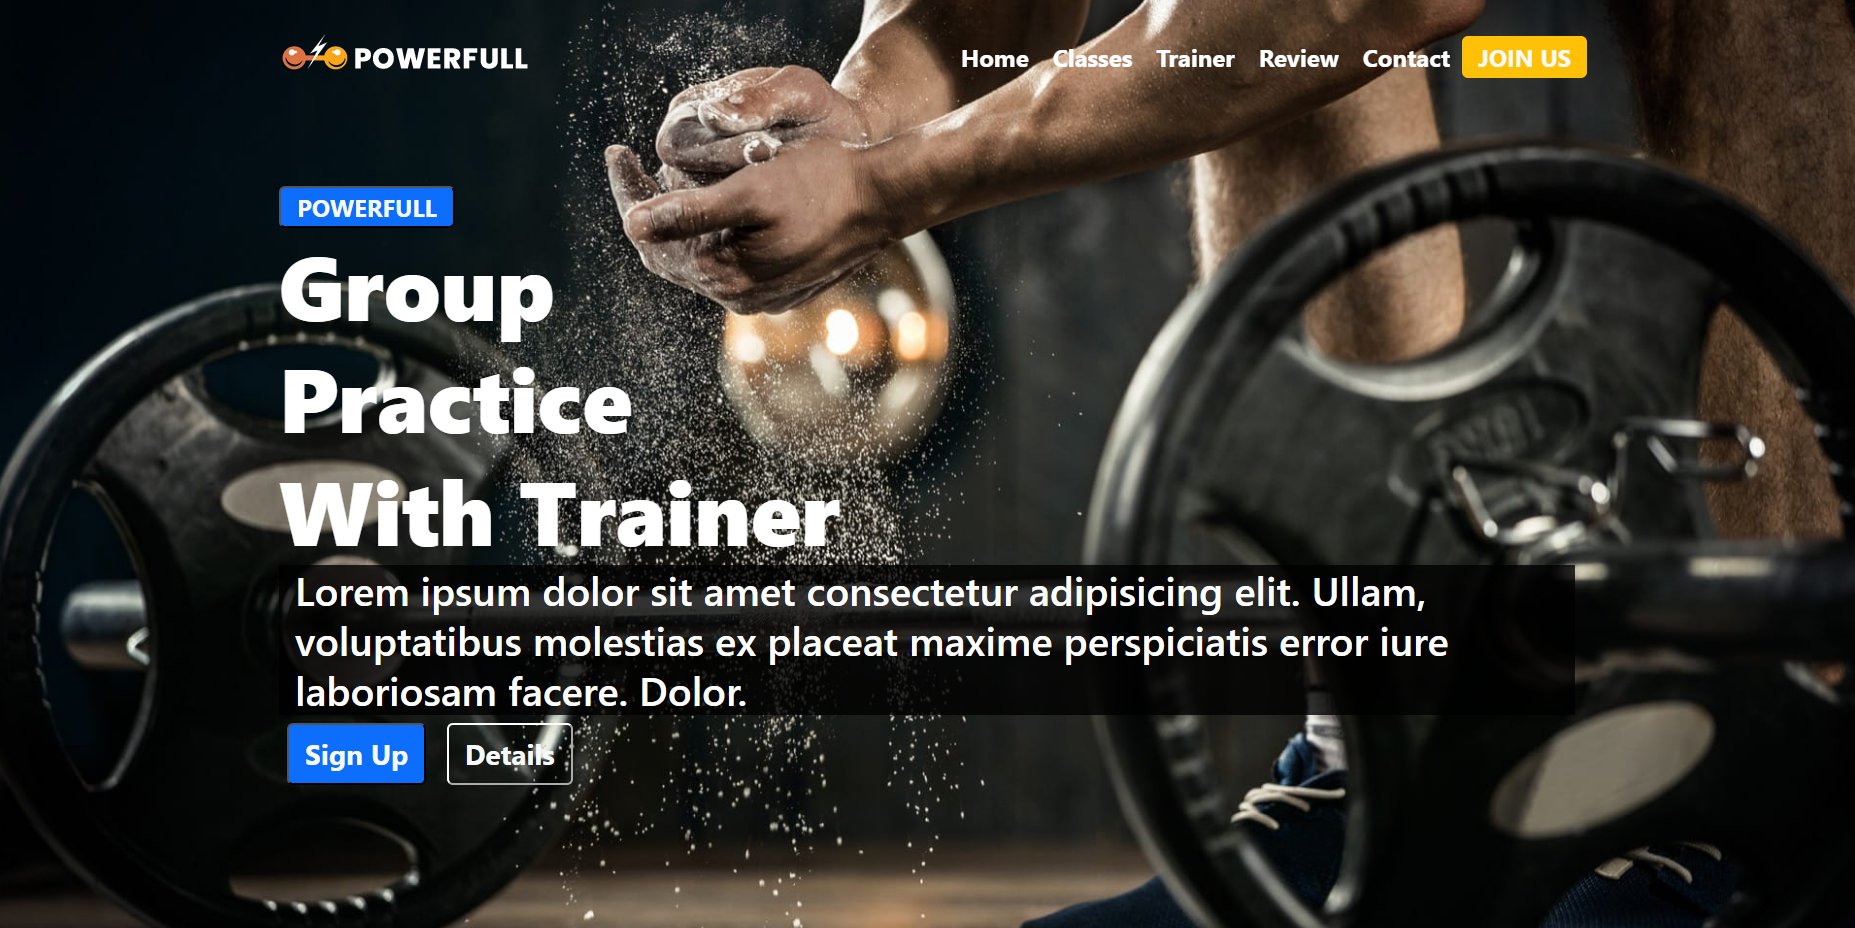 POWERFULL
Home Classes Trainer Review Contact JOIN US
POWERFULL
Group
Practice
With Trainer
Lorem ipsum dolor sit amet consectetur adipisicing elit. Ullam,
voluptatibus molestias ex placeat maxime perspiciatis error iure
laboriosam facere. Dolor.
Sign Up Details